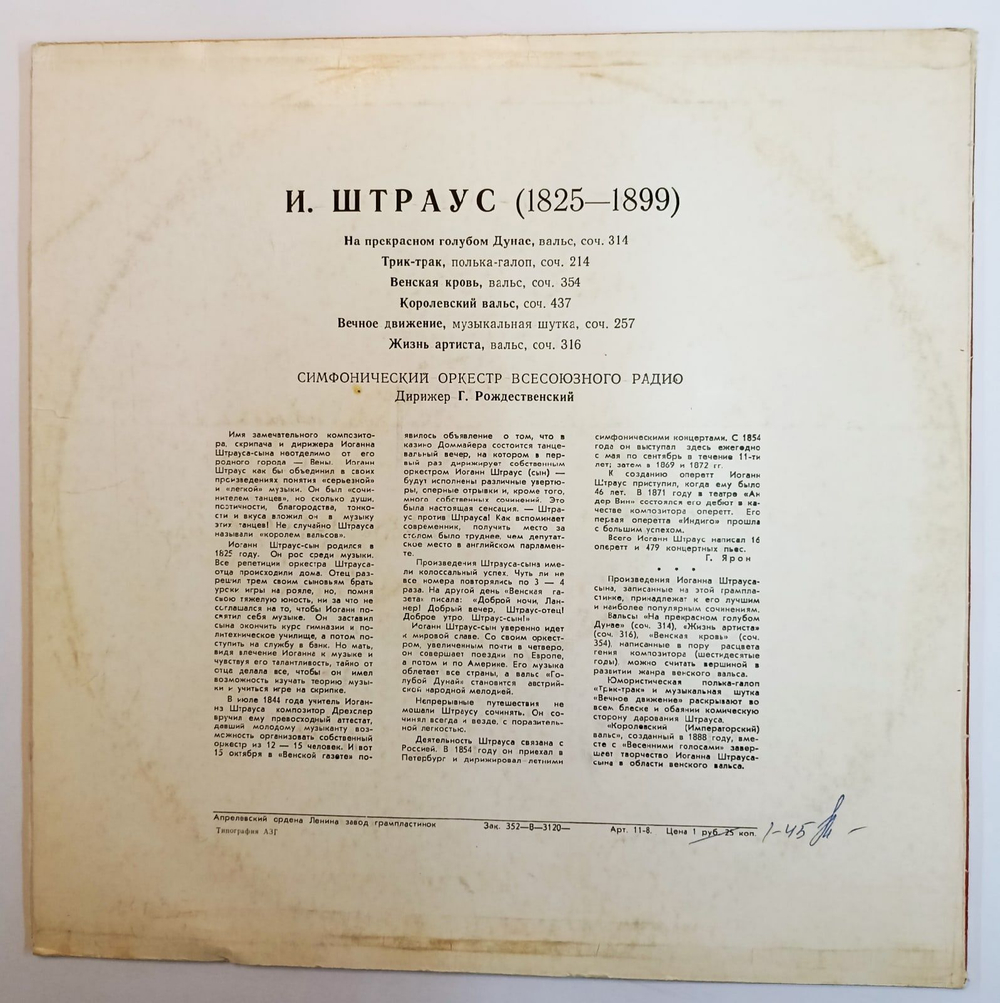 И. ШТРАУС (1825—1899)
На прекрасном голубом Дунае, вальс, соч. 314
Трик-трак, полька-галоп, соч. 214
Венская кровь, вальс, соч. 354
Королевский вальс, соч. 437
Вечное движение, музыкальная шутка, соч. 257
Жизнь артиста, вальс, соч. 316
СИМФОНИЧЕСКИЙ ОРКЕСТР ВСЕСОЮЗНОГО РАДИО
Дирижер Г. Рождественский
Имя замечательного композито-
ра, скрипача и дирижера Иоганна
Штрауса-сына неотделимо от его
родного города — Вены. Иоганн
Штраус как бы объединил в своих
произведениях понятия «серьезной»
и «легкой» музыки. Он был «сочи-
нителем танцев», но сколько души,
поэтичности, благородства, тонко-
сти и вкуса вложил он в музыку
этих танцев! Не случайно Штрауса
называли «королем вальсов».
Иоганн Штраус-сын родился в
1825 году. Он рос среди музыки.
Все репетиции оркестра Штрауса-
отца происходили дома. Отец раз-
решил трем своим сыновьям брать
уроки игры на рояле, но, помня
свою тяжелую юность, ни за что не
соглашался на то, чтобы Иоганн по-
святил себя музыке. Он заставил
сына окончить курс гимназии и по-
литехническое училище, а потом по-
ступить на службу в банк. Но мать,
видя влечение Иоганна к музыке и
чувствуя его талантливость, тайно от
отца делала все, чтобы он имел
возможность изучать теорию музы-
ки и учиться игре на скрипке.
В июле 1844 года учитель Иоган-
на Штрауса композитор Дрехслер
вручил ему превосходный аттестат,
давший молодому музыканту воз-
можность организовать собственный
оркестр из 12 — 15 человек. И вот
15 октября в «Венской газете» по-
явилось объявление о том, что в
казино Доммайера состоится танце-
вальный вечер, на котором в пер-
вый раз дирижирует собственным
оркестром Иоганн Штраус (сын) —
будут исполнены различные увертю-
ры, оперные отрывки и, кроме того,
много собственных сочинений. Это
была настоящая сенсация. — Штра-
ус против Штрауса! Как вспоминает
современник, получить место за
столом было труднее, чем депутат-
ское место в английском парламен-
те.
Произведения Штрауса-сына име-
ли колоссальный успех. Чуть ли не
все номера повторялись по 3 — 4
раза. На другой день «Венская га-
зета» писала: «Доброй ночи, Лан-
нер! Добрый вечер, Штраус-отец!
Доброе утро, Штраус-сын!»
Иоганн Штраус-сын уверенно идет
к мировой славе. Со своим оркест-
ром, увеличенным почти в четверо,
он совершает поездки по Европе,
а потом и по Америке. Его музыка
облетает все страны, а вальс «Го-
лубой Дунай» становится австрий-
ской народной мелодией.
Непрерывные путешествия не
мошали Штраусу сочинять. Он со-
чинял всегда и везде, с поразитель-
ной легкостью.
Деятельность Штрауса связана с
Россией. В 1854 году он приехал в
Петербург и дирижировал летними
симфоническими концертами. С 1854
года он выступал здесь ежегодно
с мая по сентябрь в течение 11-ти
лет; затем в 1869 и 1872 гг.
К созданию оперетт Иоганн
Штраус приступил, когда ему было
46 лет. В 1871 году в театре «Ан
дер Вин» состоялся его дебют в ка-
честве композитора оперетт. Его
первая оперетта «Индиго» прошла
с большим успехом.
Всего Иоганн Штраус написал 16
оперетт и 479 концертных пьес.
Г. Ярон
• • •
Произведения Иоганна Штрауса-
сына, записанные на этой грампла-
стинке, принадлежат к его лучшим
и наиболее популярным сочинениям.
Вальсы «На прекрасном голубом
Дунае» (соч. 314), «Жизнь артиста»
(соч. 316), «Венская кровь» (соч.
354), написанные в пору расцвета
гения композитора (шестидесятые
годы), можно считать вершиной в
развитии жанра венского вальса.
Юмористическая полька-галоп
«Трик-трак» и музыкальная шутка
«Вечное движение» раскрывают во
всем блеске и обаянии комическую
сторону дарования Штрауса.
«Королевский (Императорский)
вальс», созданный в 1888 году, вме-
сте с «Весенними голосами» завер-
шает творчество Иоганна Штрауса-
сына в области венского вальса.
Апрелевский ордена Ленина завод грампластинок Зак. 352—В—3120— Арт. 11-8. Цена 1 руб. 25 коп. 1-45
Типография АЗГ